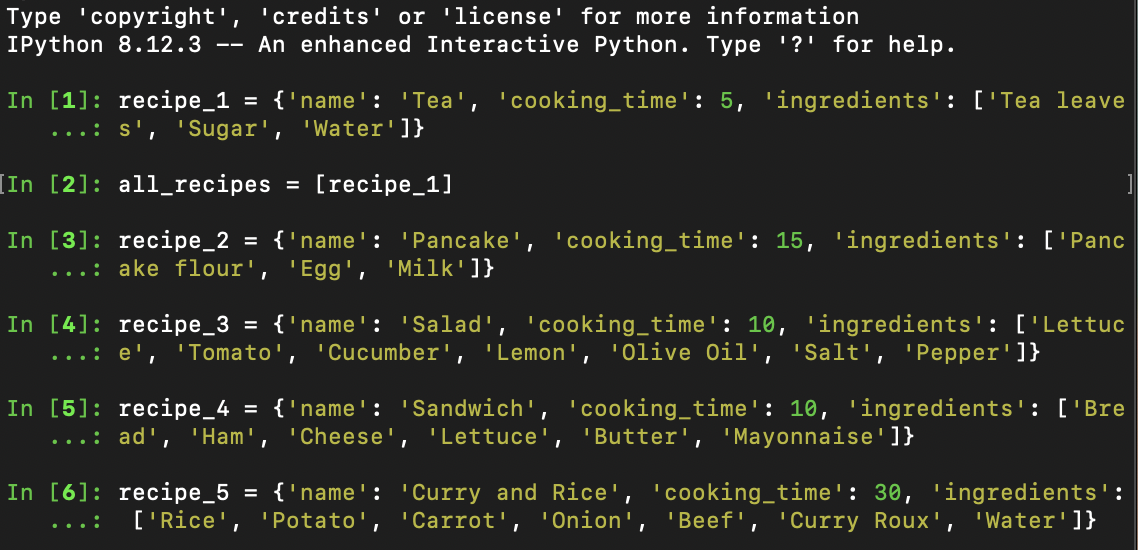 Type 'copyright', 'credits' or 'license' for more information
IPython 8.12.3 -- An enhanced Interactive Python. Type '?' for help.
In [1]: recipe_1 = {'name': 'Tea', 'cooking_time': 5, 'ingredients': ['Tea leave
   ...: s', 'Sugar', 'Water']}
[In [2]: all_recipes = [recipe_1] ]
In [3]: recipe_2 = {'name': 'Pancake', 'cooking_time': 15, 'ingredients': ['Panc
   ...: ake flour', 'Egg', 'Milk']}
In [4]: recipe_3 = {'name': 'Salad', 'cooking_time': 10, 'ingredients': ['Lettuc
   ...: e', 'Tomato', 'Cucumber', 'Lemon', 'Olive Oil', 'Salt', 'Pepper']}
In [5]: recipe_4 = {'name': 'Sandwich', 'cooking_time': 10, 'ingredients': ['Bre
   ...: ad', 'Ham', 'Cheese', 'Lettuce', 'Butter', 'Mayonnaise']}
In [6]: recipe_5 = {'name': 'Curry and Rice', 'cooking_time': 30, 'ingredients':
   ...:  ['Rice', 'Potato', 'Carrot', 'Onion', 'Beef', 'Curry Roux', 'Water']}